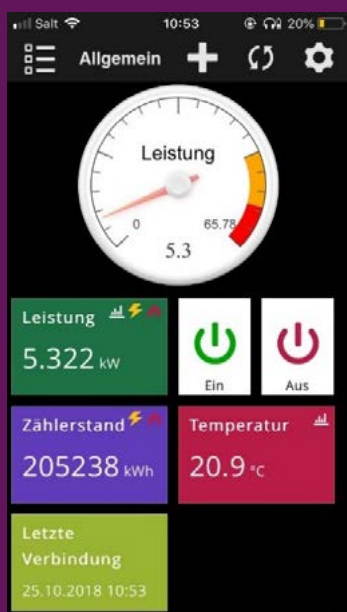 Salt 10:53 20%
Allgemein
Leistung
0 65.78
5.3
Leistung
5.322 kW
Ein
Aus
Zählerstand
205238 kWh
Temperatur
20.9 °C
Letzte
Verbindung
25.10.2018 10:53